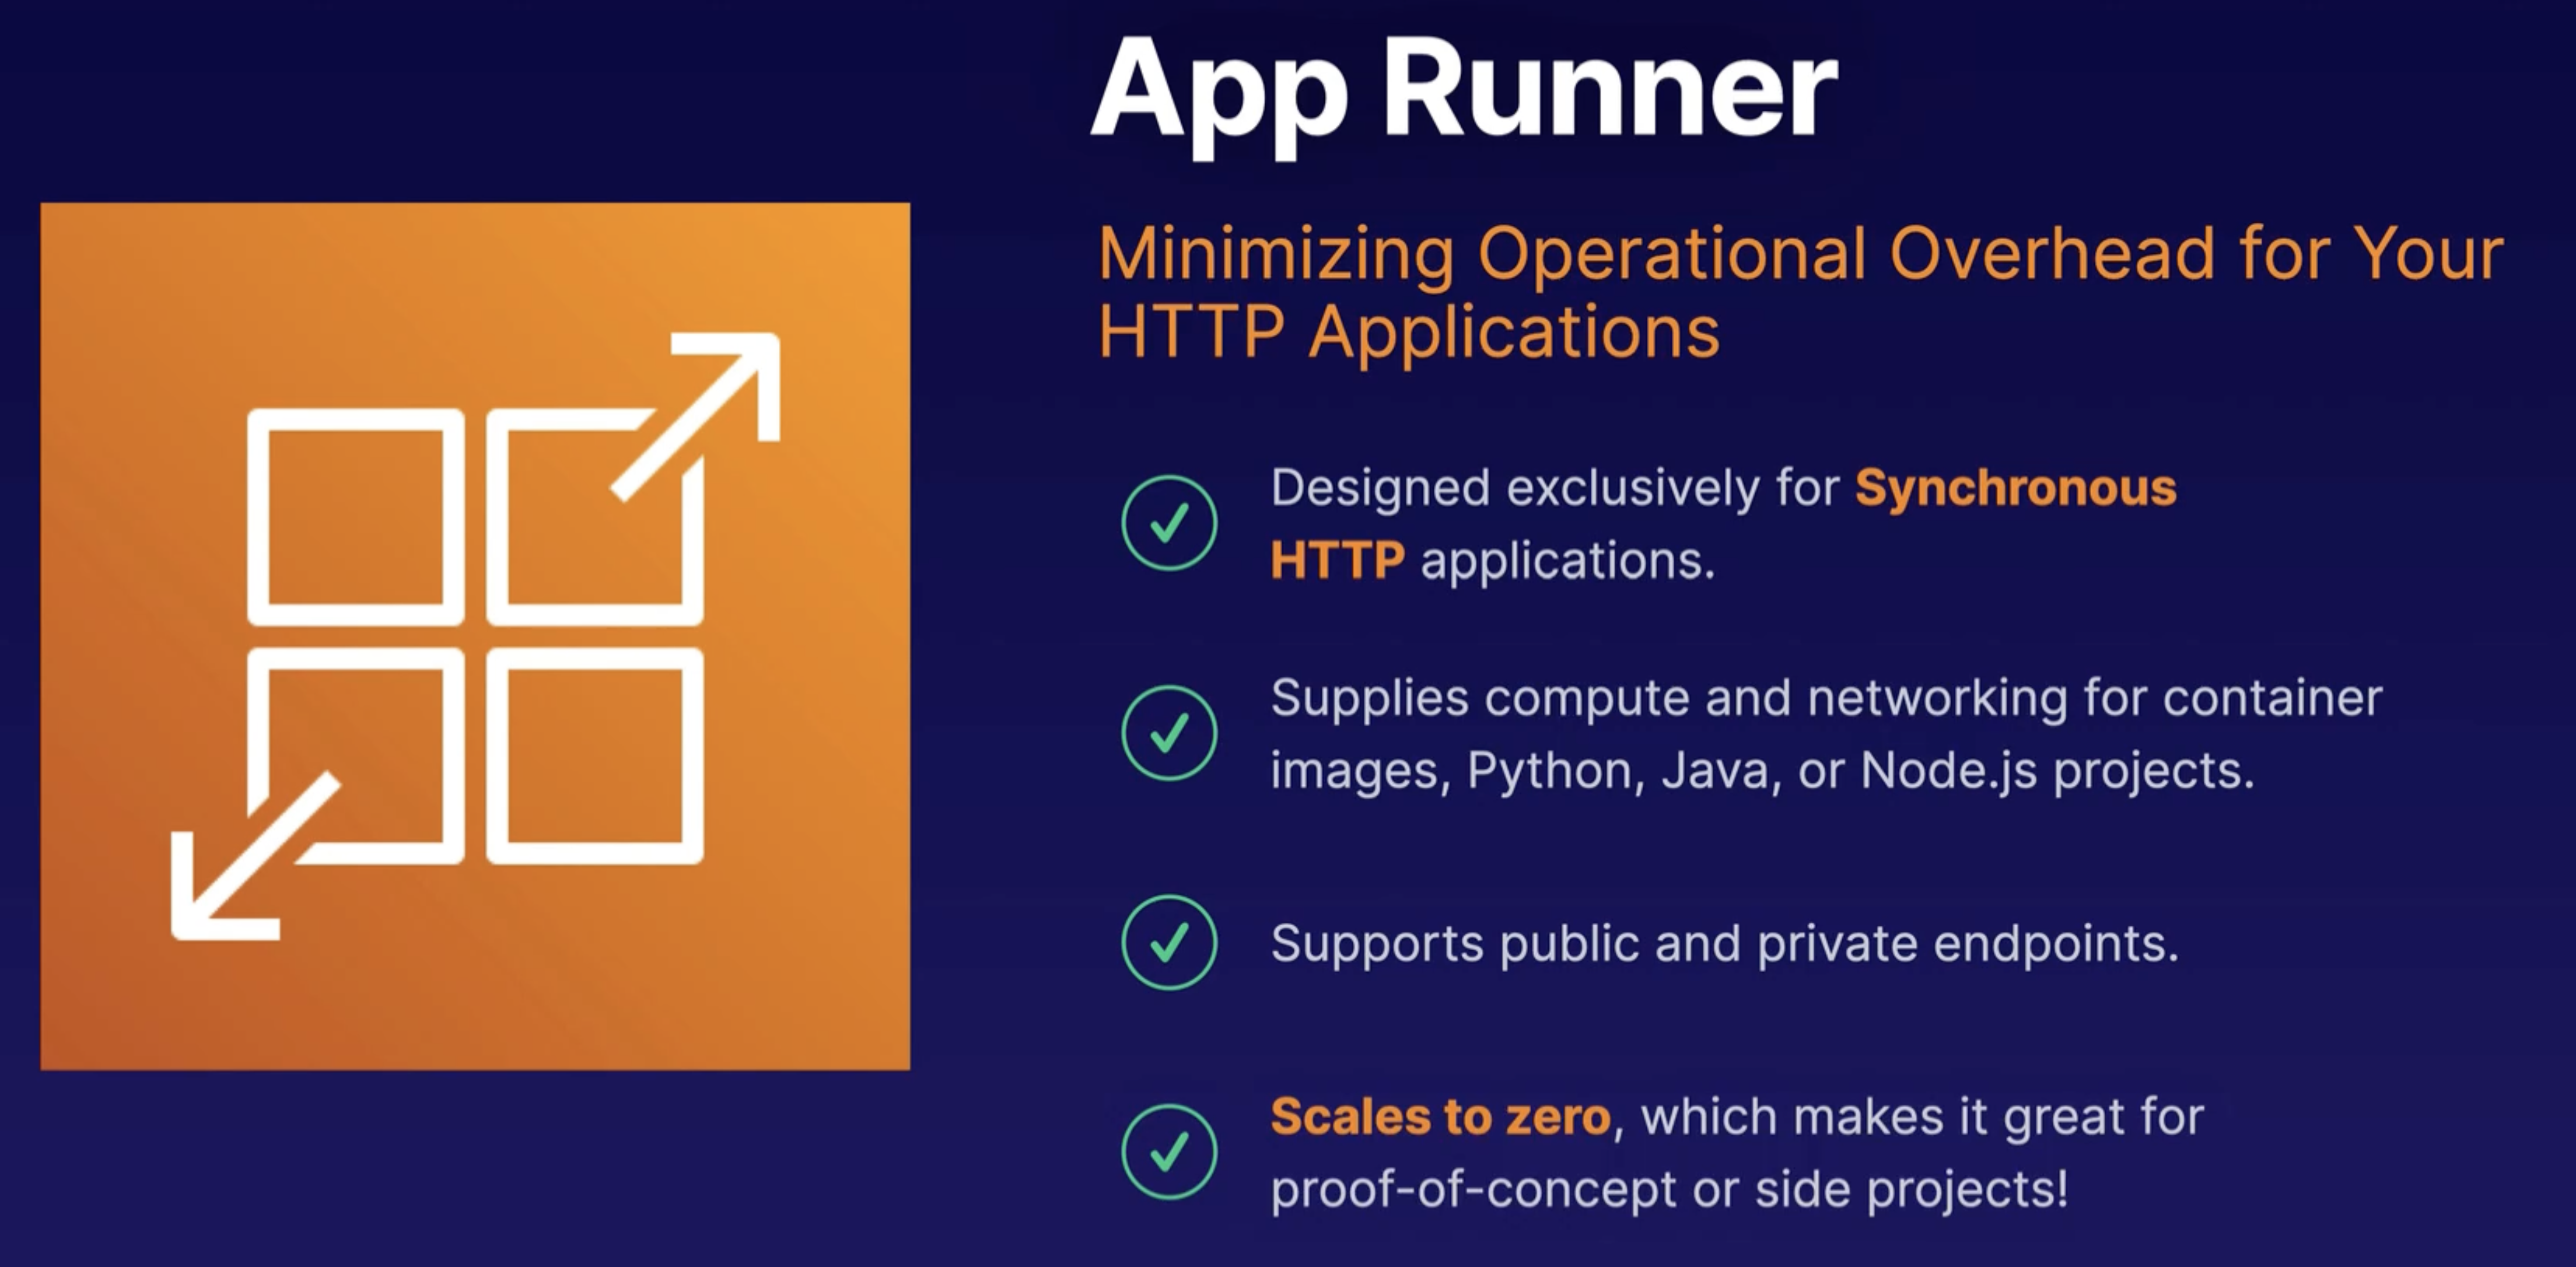 App Runner
Minimizing Operational Overhead for Your
HTTP Applications
Designed exclusively for Synchronous
HTTP applications.
Supplies compute and networking for container
images, Python, Java, or Node.js projects.
Supports public and private endpoints.
Scales to zero, which makes it great for
proof-of-concept or side projects!